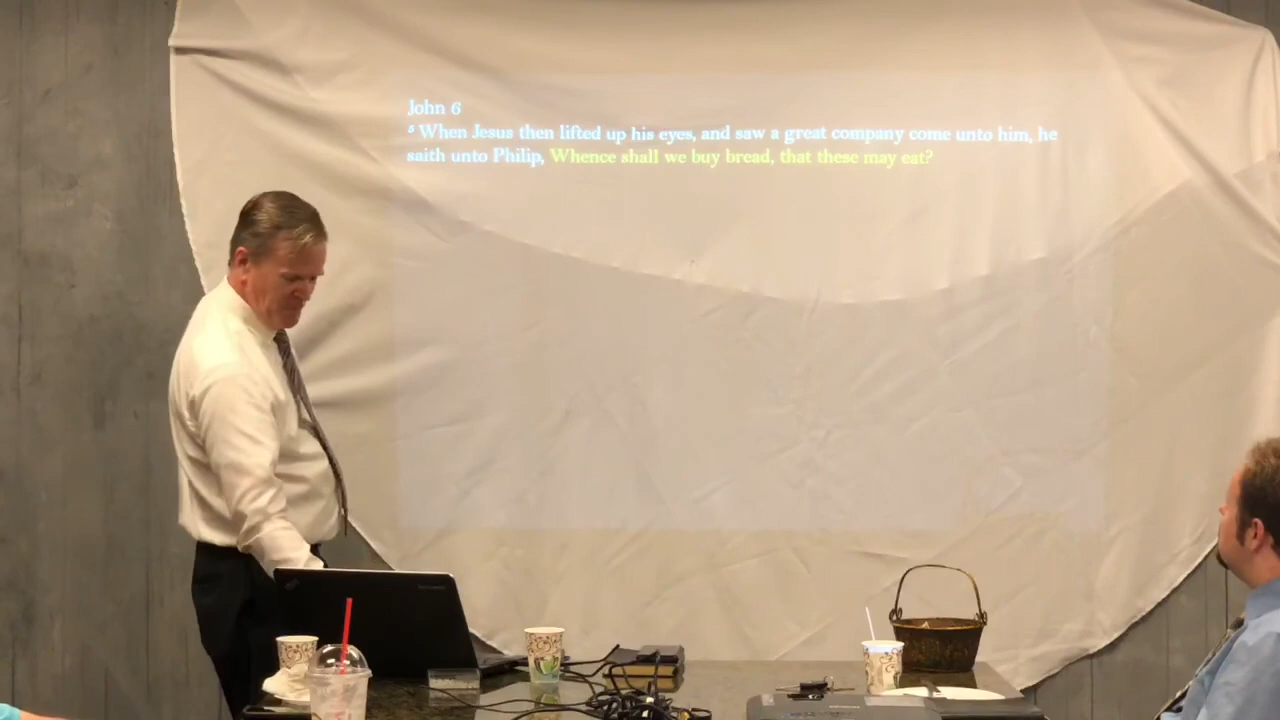 John 6
⁵ When Jesus then lifted up his eyes, and saw a great company come unto him, he
saith unto Philip, Whence shall we buy bread, that these may eat?